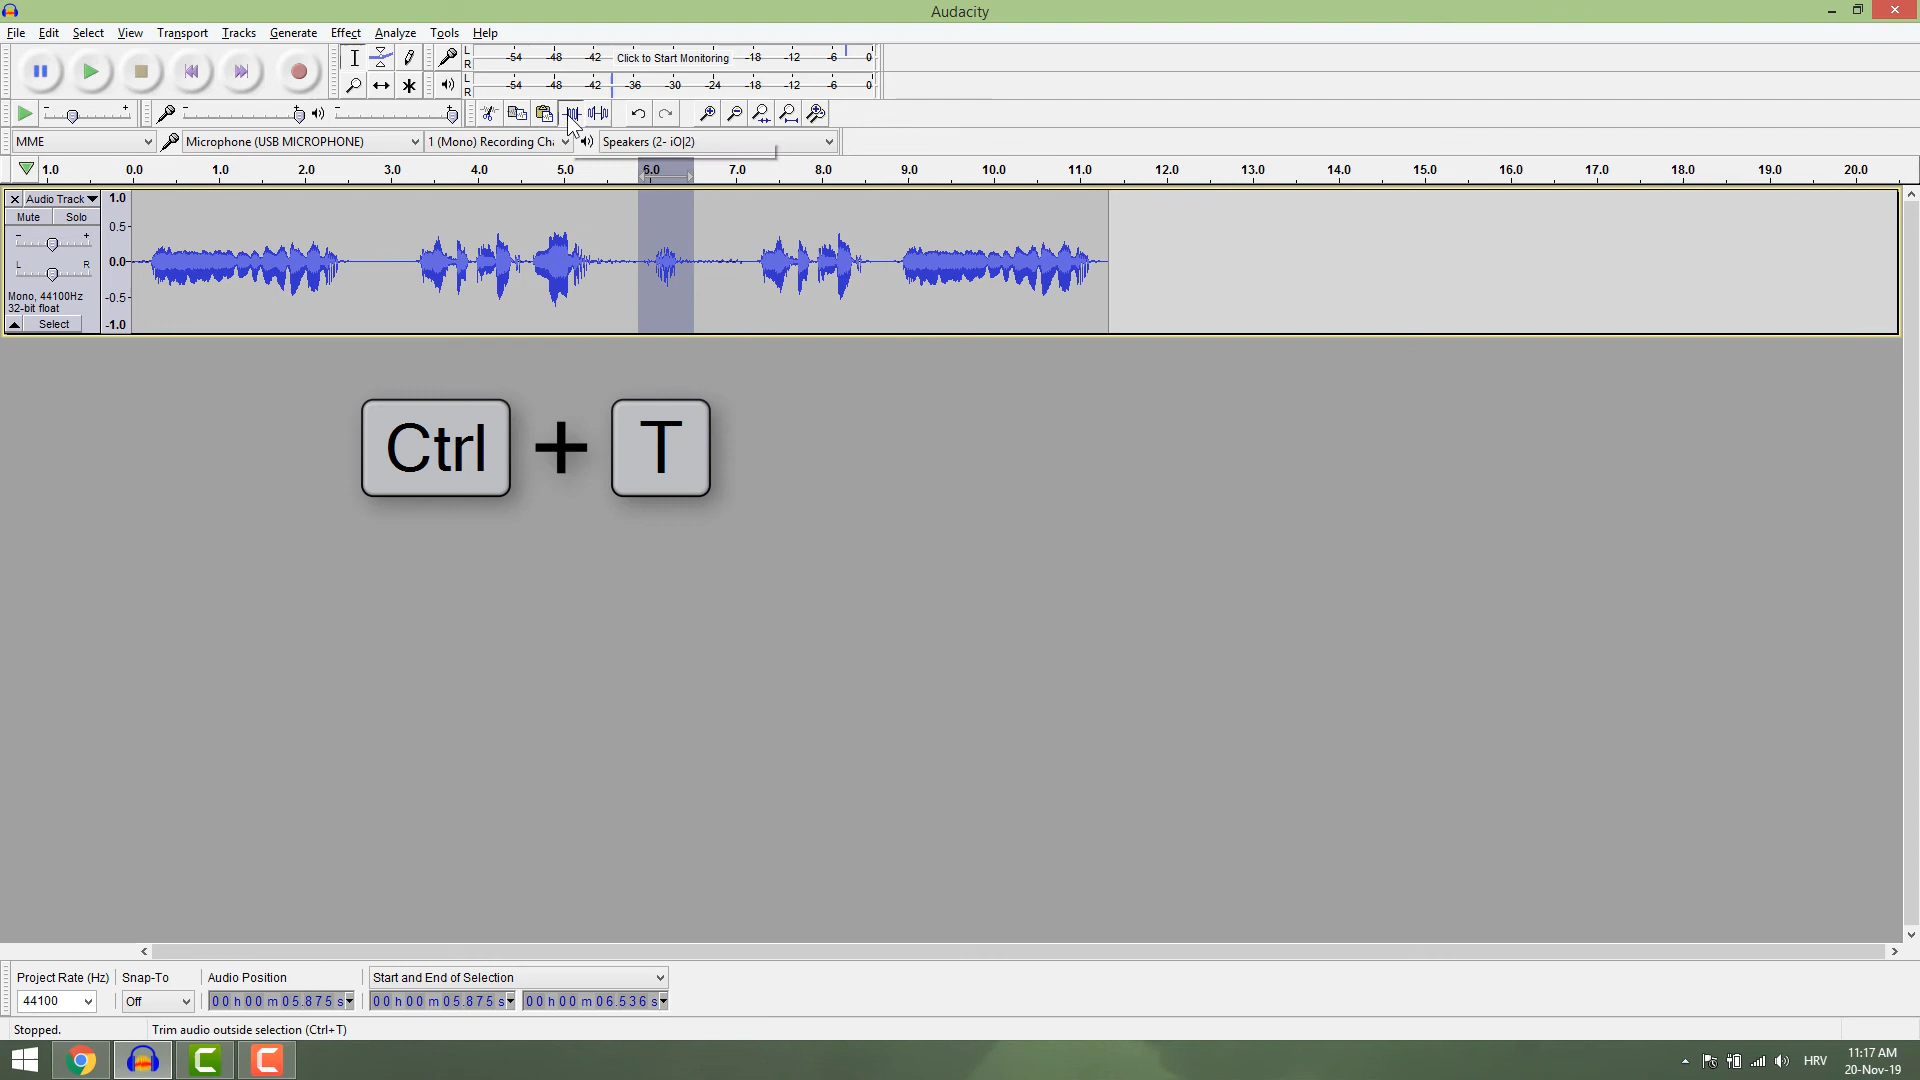 Audacity
File Edit Select View Transport Tracks Generate Effect Analyze Tools Help
L R -54 -48 -42 Click to Start Monitoring -18 -12 -6 0
L R -54 -48 -42 -36 -30 -24 -18 -12 -6 0
MME Microphone (USB MICROPHONE) 1 (Mono) Recording Cha Speakers (2- iO|2)
1.0 0.0 1.0 2.0 3.0 4.0 5.0 6.0 7.0 8.0 9.0 10.0 11.0 12.0 13.0 14.0 15.0 16.0 17.0 18.0 19.0 20.0
Audio Track 1.0
Mute Solo
- + 0.5
L R 0.0
Mono, 44100Hz -0.5
32-bit float
Select -1.0
Ctrl + T
Project Rate (Hz) Snap-To Audio Position Start and End of Selection
44100 Off 00 h 00 m 05.875 s 00 h 00 m 05.875 s 00 h 00 m 06.536 s
Stopped. Trim audio outside selection (Ctrl+T)
HRV 11:17 AM
20-Nov-19